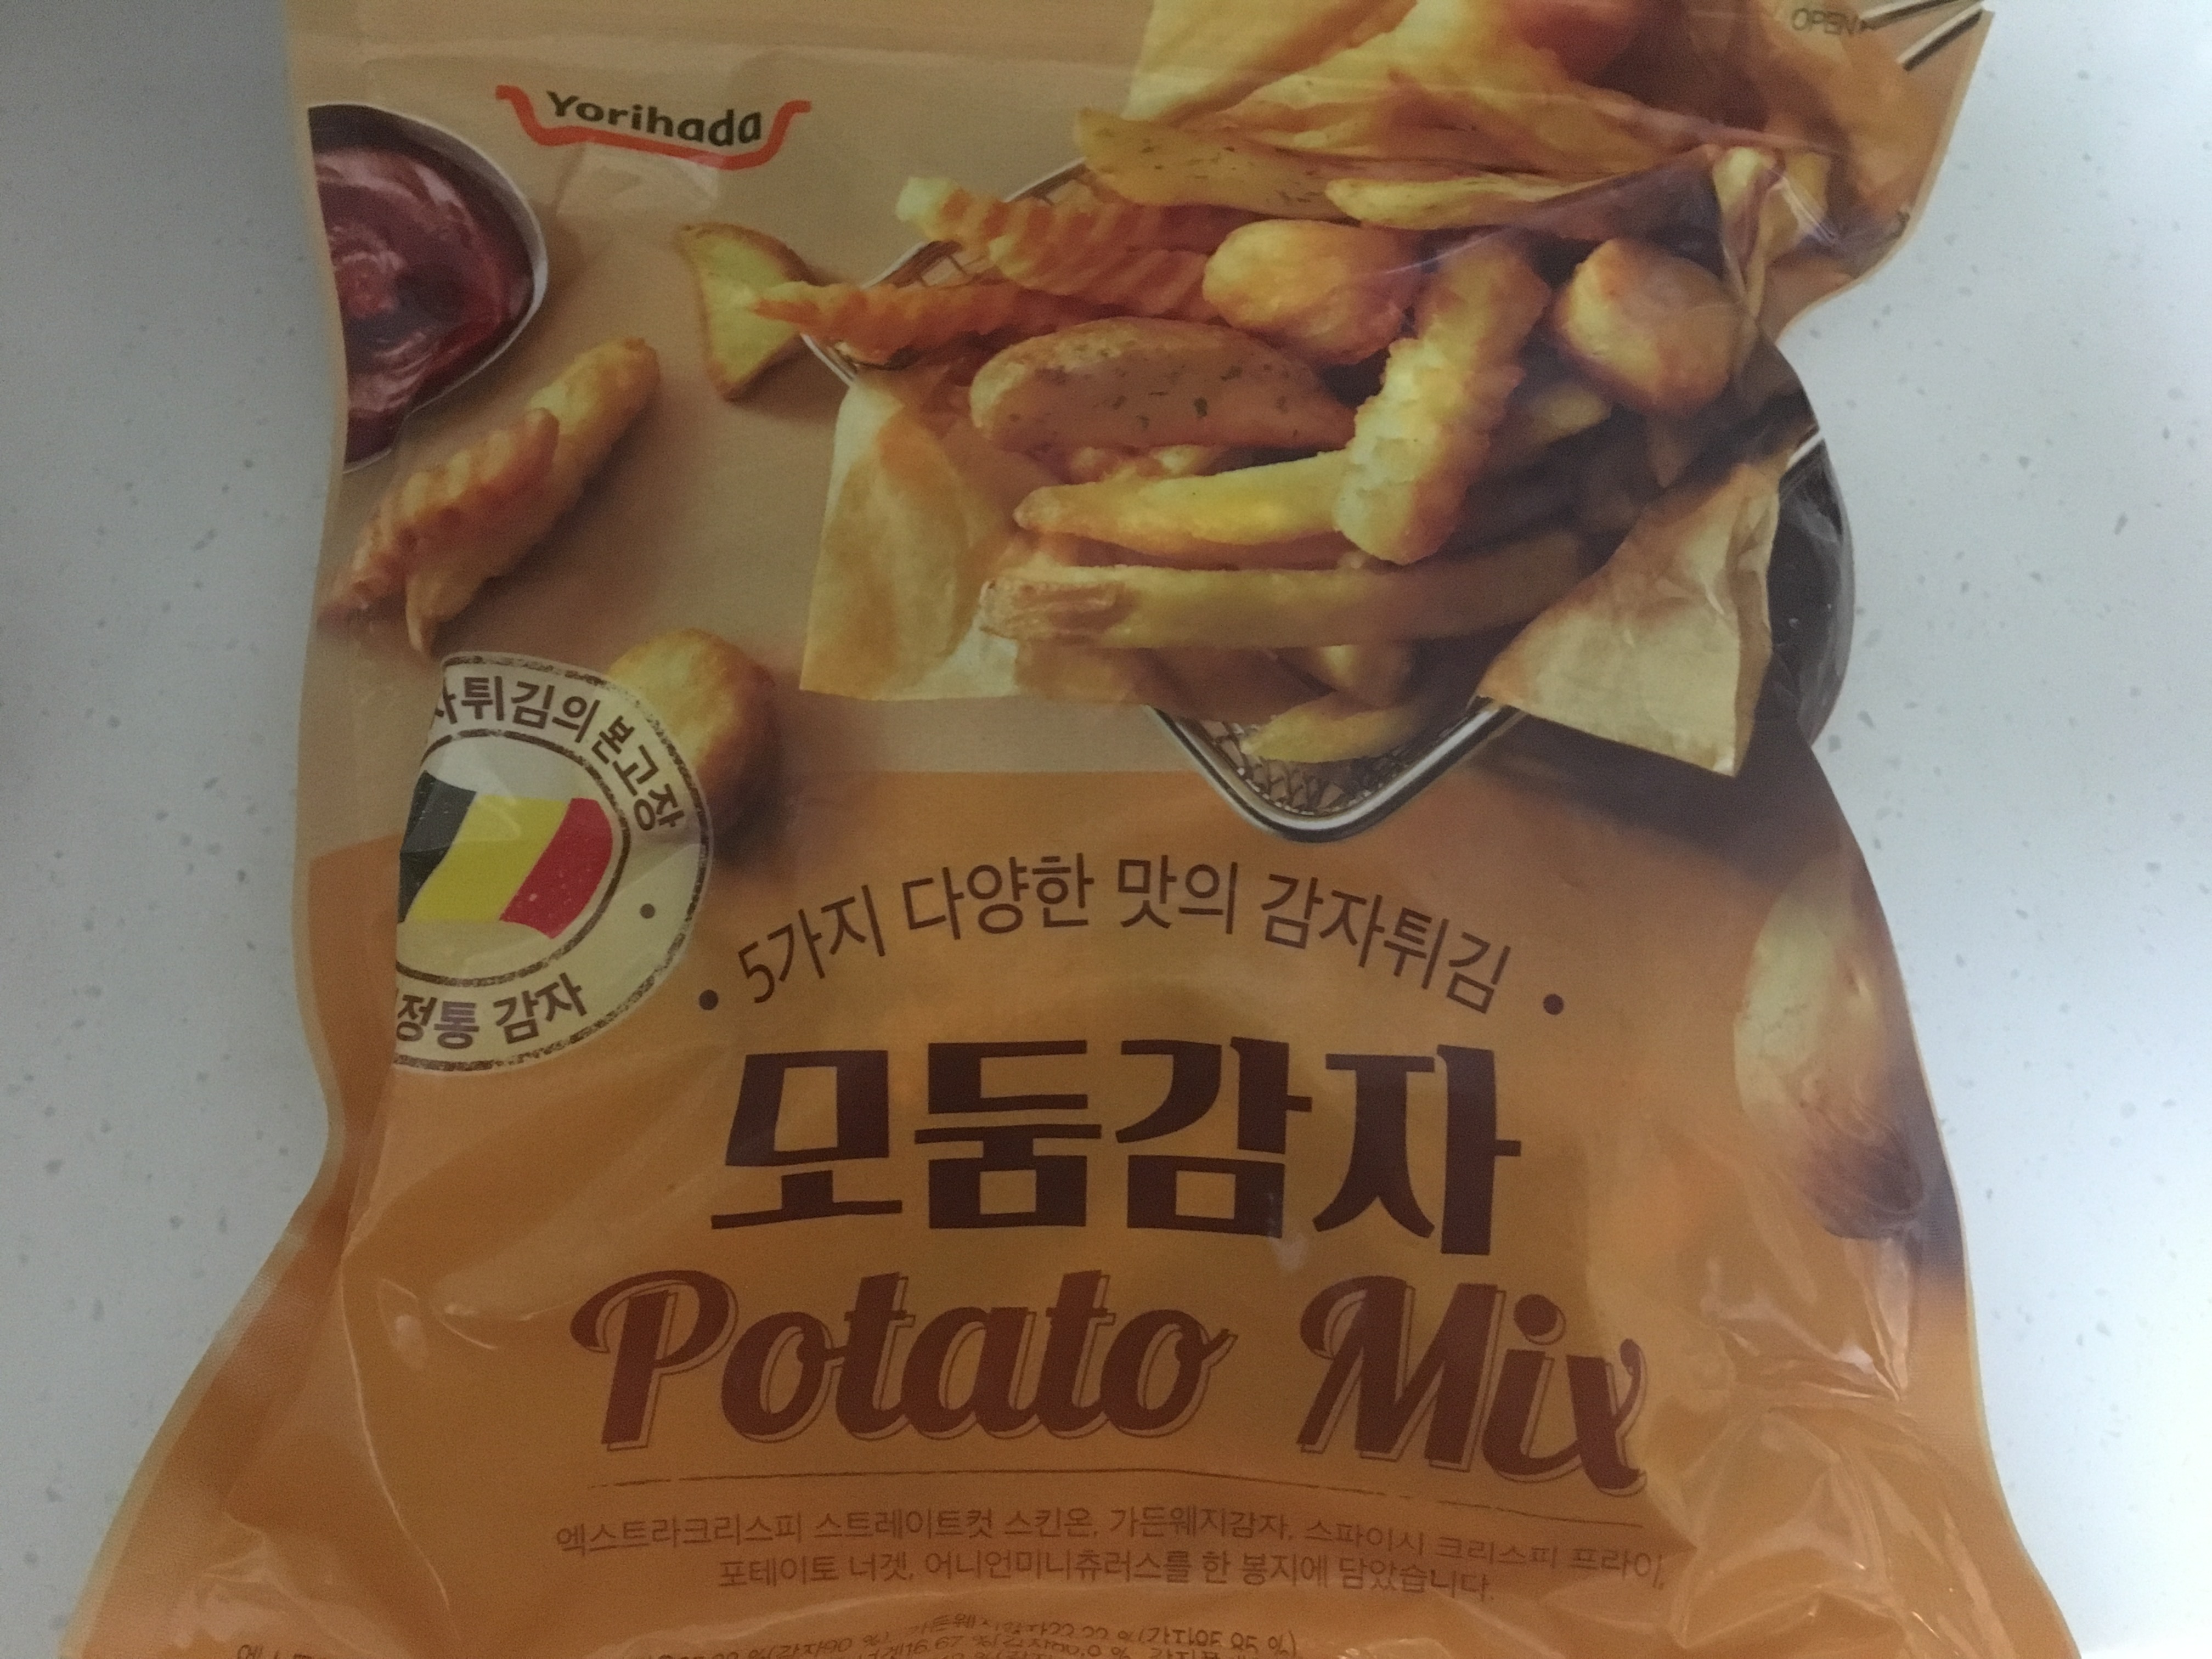 OPEN
Yorihada
튀김의 본고장
정통 감자
• 5가지 다양한 맛의 감자튀김 •
모둠감자
Potato Mix
엑스트라크리스피 스트레이트컷 스킨온, 가든웨지감자, 스파이시 크리스피 프라이,
포테이토 너겟, 어니언미니츄러스를 한 봉지에 담았습니다.